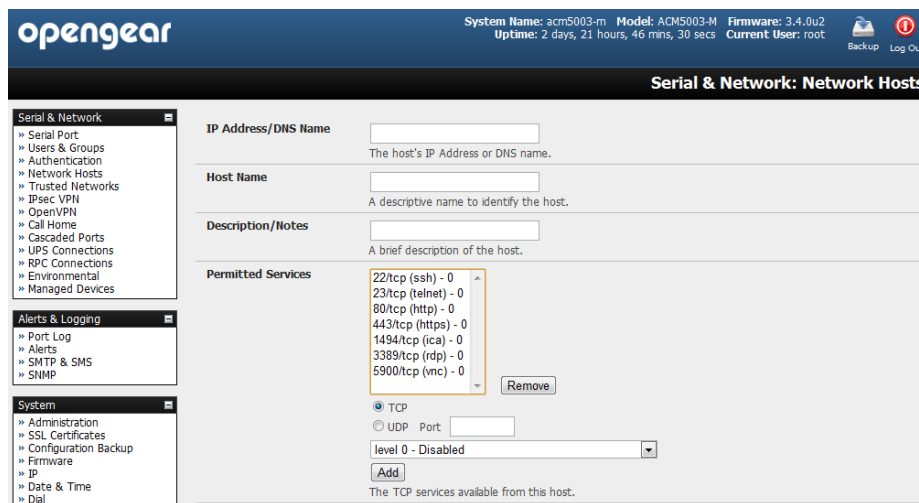 opengear
System Name: acm5003-m Model: ACM5003-M Firmware: 3.4.0u2
Uptime: 2 days, 21 hours, 46 mins, 30 secs Current User: root
Backup
Log Ou
Serial & Network: Network Hosts
Serial & Network
» Serial Port
» Users & Groups
» Authentication
» Network Hosts
» Trusted Networks
» IPsec VPN
» OpenVPN
» Call Home
» Cascaded Ports
» UPS Connections
» RPC Connections
» Environmental
» Managed Devices
Alerts & Logging
» Port Log
» Alerts
» SMTP & SMS
» SNMP
System
» Administration
» SSL Certificates
» Configuration Backup
» Firmware
» IP
» Date & Time
» Dial
IP Address/DNS Name
The host's IP Address or DNS name.
Host Name
A descriptive name to identify the host.
Description/Notes
A brief description of the host.
Permitted Services
22/tcp (ssh) - 0
23/tcp (telnet) - 0
80/tcp (http) - 0
443/tcp (https) - 0
1494/tcp (ica) - 0
3389/tcp (rdp) - 0
5900/tcp (vnc) - 0
Remove
TCP
UDP Port
level 0 - Disabled
Add
The TCP services available from this host.